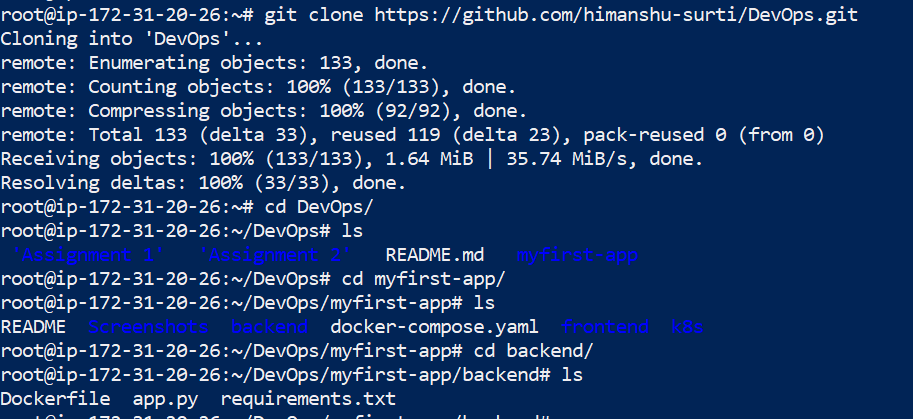 root@ip-172-31-20-26:~# git clone https://github.com/himanshu-surti/DevOps.git
Cloning into 'DevOps'...
remote: Enumerating objects: 133, done.
remote: Counting objects: 100% (133/133), done.
remote: Compressing objects: 100% (92/92), done.
remote: Total 133 (delta 33), reused 119 (delta 23), pack-reused 0 (from 0)
Receiving objects: 100% (133/133), 1.64 MiB | 35.74 MiB/s, done.
Resolving deltas: 100% (33/33), done.
root@ip-172-31-20-26:~# cd DevOps/
root@ip-172-31-20-26:~/DevOps# ls
'Assignment 1'   'Assignment 2'   README.md   myfirst-app
root@ip-172-31-20-26:~/DevOps# cd myfirst-app/
root@ip-172-31-20-26:~/DevOps/myfirst-app# ls
README  Screenshots  backend  docker-compose.yaml  frontend  k8s
root@ip-172-31-20-26:~/DevOps/myfirst-app# cd backend/
root@ip-172-31-20-26:~/DevOps/myfirst-app/backend# ls
Dockerfile  app.py  requirements.txt